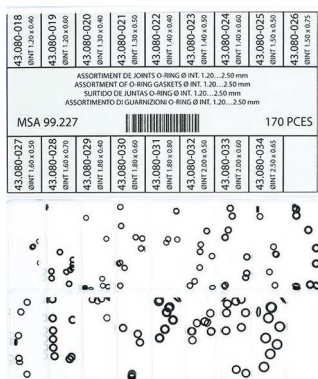 43.080-018
ØINT 1.20 x 0.40
43.080-019
ØINT 1.20 x 0.60
43.080-020
ØINT 1.30 x 0.40
43.080-021
ØINT 1.30 x 0.50
43.080-022
ØINT 1.40 x 0.40
43.080-023
ØINT 1.40 x 0.50
43.080-024
ØINT 1.40 x 0.60
43.080-025
ØINT 1.50 x 0.50
43.080-026
ØINT 1.50 x 0.75
ASSORTIMENT DE JOINTS O-RING Ø INT. 1.20...2.50 mm
ASSORTMENT OF O-RING GASKETS Ø INT. 1.20...2.50 mm
SURTIDO DE JUNTAS O-RING Ø INT. 1.20...2.50 mm
ASSORTIMENTO DI GUARNIZIONI O-RING Ø INT. 1.20...2.50 mm
MSA 99.227
170 PCES
43.080-027
ØINT 1.60 x 0.50
43.080-028
ØINT 1.60 x 0.70
43.080-029
ØINT 1.80 x 0.40
43.080-030
ØINT 1.80 x 0.60
43.080-031
ØINT 1.80 x 0.80
43.080-032
ØINT 2.00 x 0.50
43.080-033
ØINT 2.00 x 0.60
43.080-034
ØINT 2.50 x 0.65